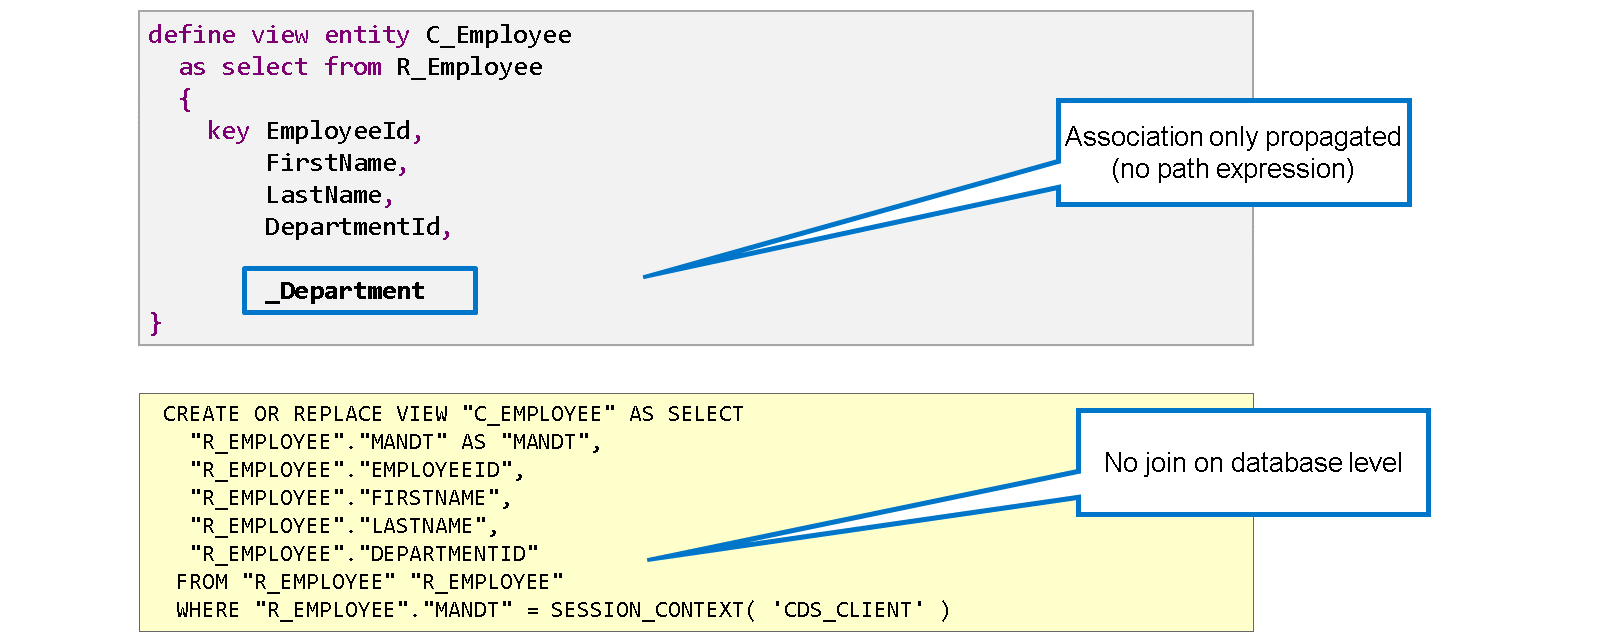 define view entity C_Employee
as select from R_Employee
{
key EmployeeId,
FirstName,
LastName,
DepartmentId,
_Department
}
Association only propagated
(no path expression)
CREATE OR REPLACE VIEW "C_EMPLOYEE" AS SELECT
"R_EMPLOYEE"."MANDT" AS "MANDT",
"R_EMPLOYEE"."EMPLOYEEID",
"R_EMPLOYEE"."FIRSTNAME",
"R_EMPLOYEE"."LASTNAME",
"R_EMPLOYEE"."DEPARTMENTID"
FROM "R_EMPLOYEE" "R_EMPLOYEE"
WHERE "R_EMPLOYEE"."MANDT" = SESSION_CONTEXT( 'CDS_CLIENT' )
No join on database level